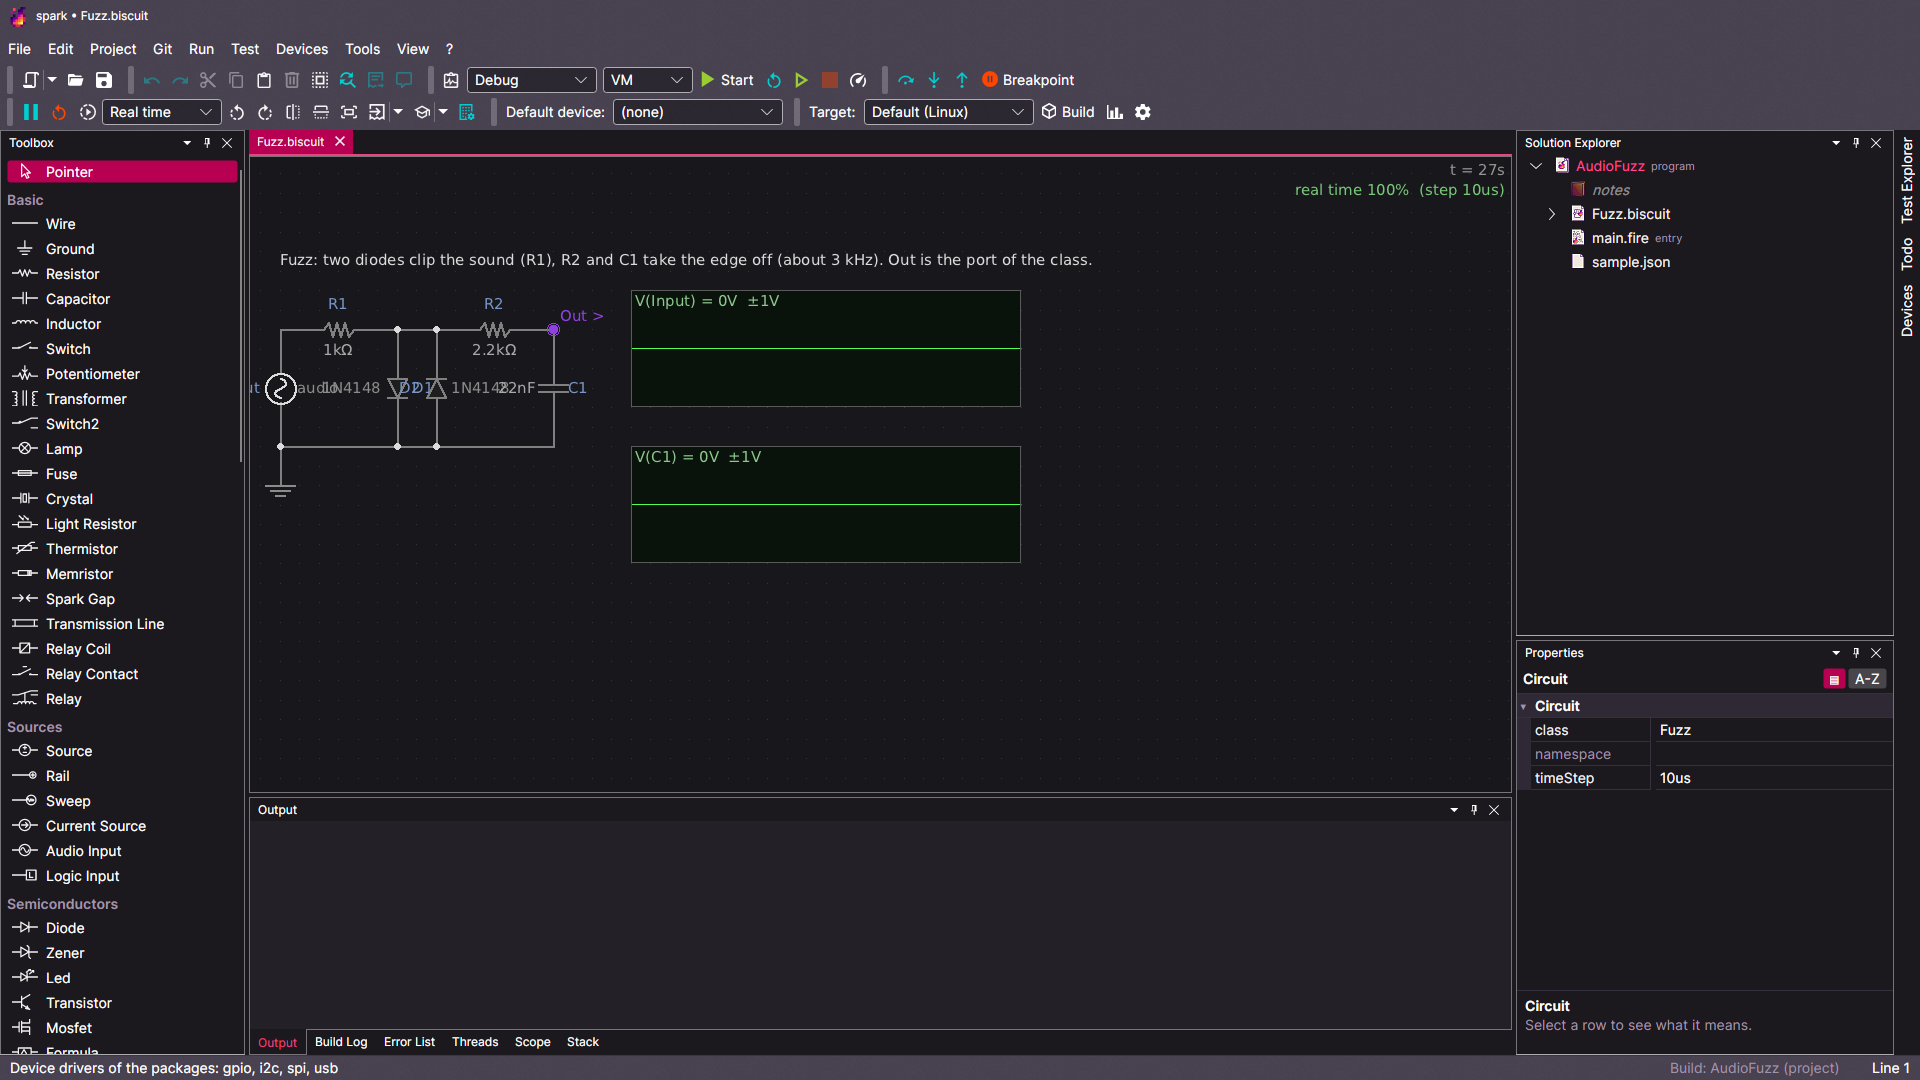 spark • Fuzz.biscuit
File Edit Project Git Run Test Devices Tools View ?
Debug VM Start Breakpoint
Real time Default device: (none) Target: Default (Linux) Build
Toolbox
Pointer
Basic
Wire
Ground
Resistor
Capacitor
Inductor
Switch
Potentiometer
Transformer
Switch2
Lamp
Fuse
Crystal
Light Resistor
Thermistor
Memristor
Spark Gap
Transmission Line
Relay Coil
Relay Contact
Relay
Sources
Source
Rail
Sweep
Current Source
Audio Input
Logic Input
Semiconductors
Diode
Zener
Led
Transistor
Mosfet
Formula
Fuzz.biscuit
t = 27s
real time 100% (step 10us)
Fuzz: two diodes clip the sound (R1), R2 and C1 take the edge off (about 3 kHz). Out is the port of the class.
R1 R2 Out >
1kΩ 2.2kΩ
ut audio 1N4148 D2 D1 1N4148 22nF C1
V(Input) = 0V ±1V
V(C1) = 0V ±1V
Output
Output Build Log Error List Threads Scope Stack
Solution Explorer
AudioFuzz program
notes
Fuzz.biscuit
main.fire entry
sample.json
Test Explorer
Todo
Devices
Properties
Circuit A-Z
Circuit
class Fuzz
namespace
timeStep 10us
Circuit
Select a row to see what it means.
Device drivers of the packages: gpio, i2c, spi, usb
Build: AudioFuzz (project) Line 1